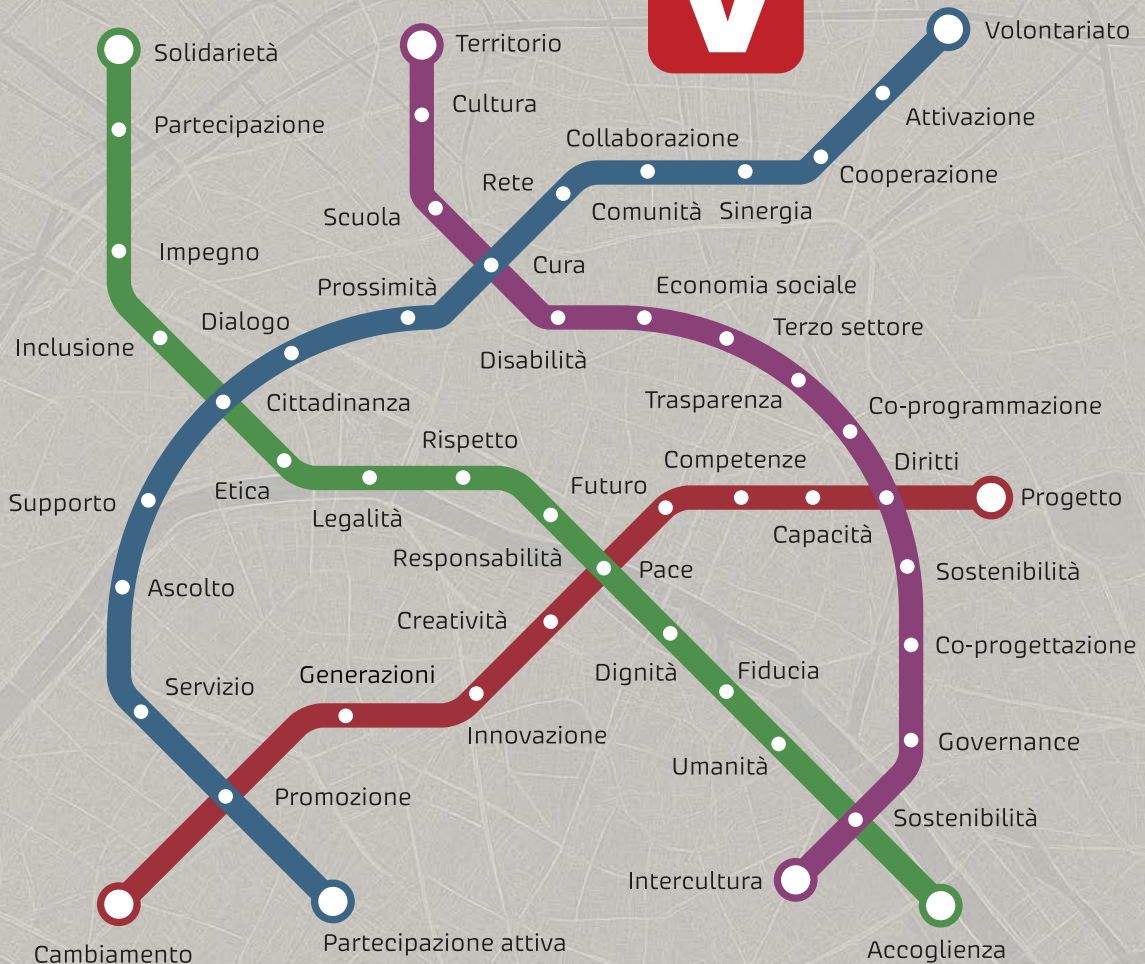 V
Volontariato
Solidarietà
Territorio
Cultura
Attivazione
Partecipazione
Collaborazione
Cooperazione
Rete
Comunità
Sinergia
Scuola
Impegno
Cura
Prossimità
Economia sociale
Dialogo
Terzo settore
Inclusione
Disabilità
Trasparenza
Cittadinanza
Co-programmazione
Rispetto
Competenze
Diritti
Futuro
Etica
Progetto
Supporto
Legalità
Capacità
Responsabilità
Pace
Sostenibilità
Ascolto
Creatività
Co-progettazione
Dignità
Fiducia
Generazioni
Servizio
Innovazione
Governance
Umanità
Promozione
Sostenibilità
Intercultura
Partecipazione attiva
Accoglienza
Cambiamento